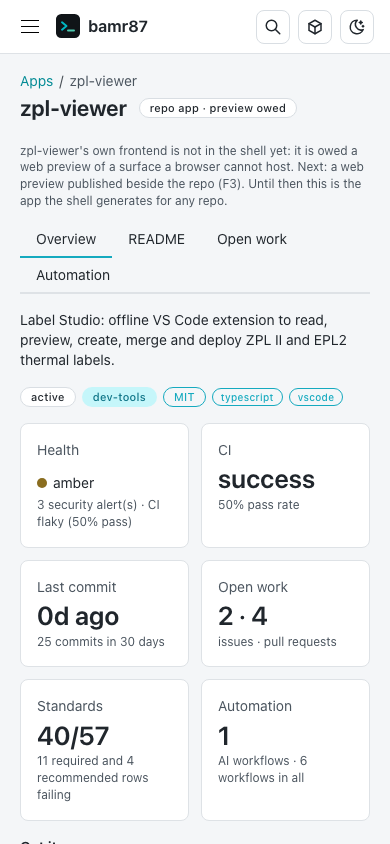 bamr87
Apps / zpl-viewer
zpl-viewer
repo app · preview owed
zpl-viewer's own frontend is not in the shell yet: it is owed a
web preview of a surface a browser cannot host. Next: a web
preview published beside the repo (F3). Until then this is the
app the shell generates for any repo.
Overview README Open work
Automation
Label Studio: offline VS Code extension to read,
preview, create, merge and deploy ZPL II and EPL2
thermal labels.
active dev-tools MIT typescript vscode
Health
amber
3 security alert(s) · CI
flaky (50% pass)
CI
success
50% pass rate
Last commit
0d ago
25 commits in 30 days
Open work
2 · 4
issues · pull requests
Standards
40/57
11 required and 4
recommended rows
failing
Automation
1
AI workflows · 6
workflows in all